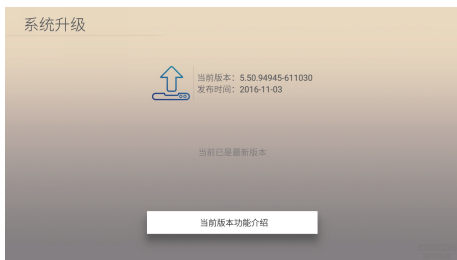 系统升级
当前版本：5.50.94945-611030
发布时间：2016-11-03
当前已是最新版本
当前版本功能介绍